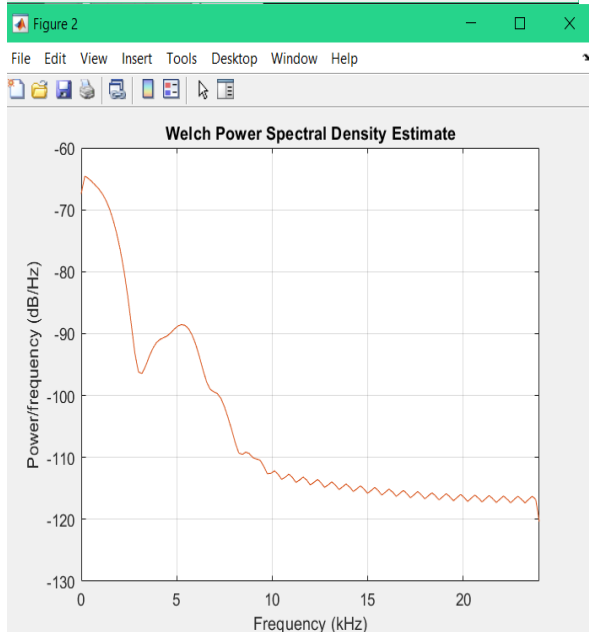 Figure 2
File Edit View Insert Tools Desktop Window Help
Welch Power Spectral Density Estimate
-60
-70
-80
-90
-100
-110
-120
-130
Power/frequency (dB/Hz)
0 5 10 15 20
Frequency (kHz)